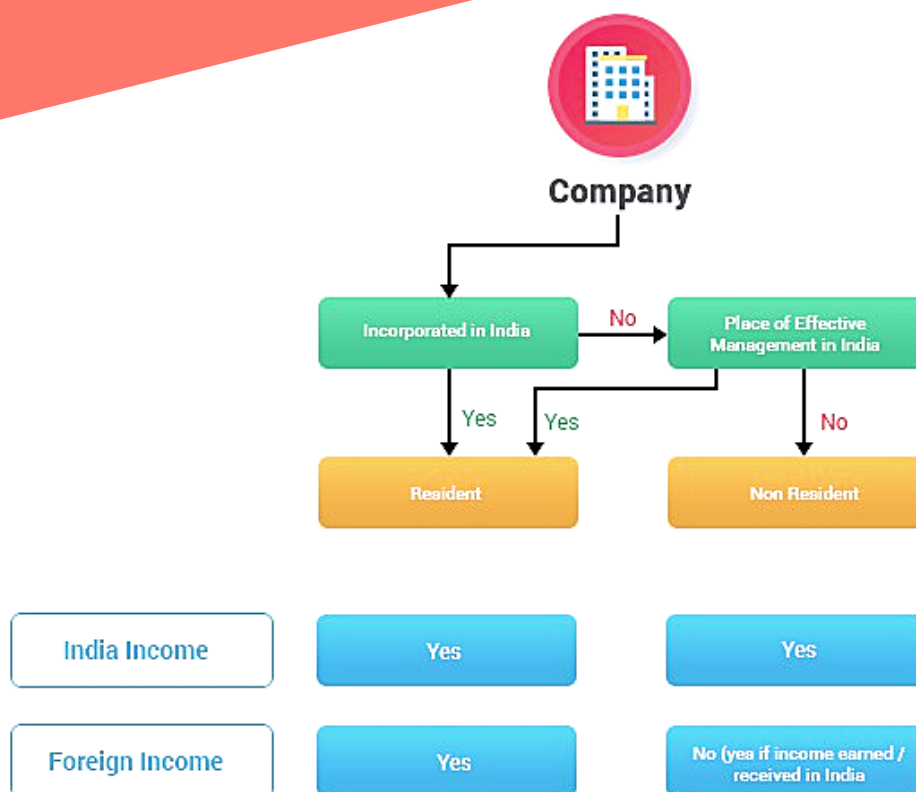 Company
Incorporated in India
No
Place of Effective
Management in India
Yes
Yes
No
Resident
Non Resident
India Income
Yes
Yes
Foreign Income
Yes
No (yes if income earned /
received in India